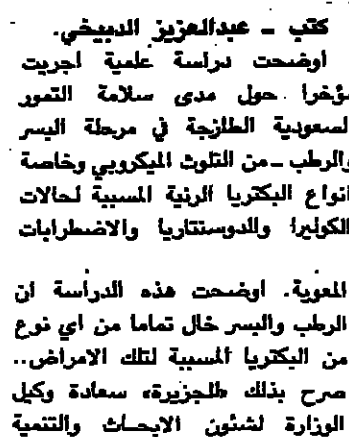 كتب ــ عبدالعزيز الدبيخي.
اوضحت دراسة علمية اجريت
مؤخرا حول مدى سلامة التمور
لسعودية الطازجة في مرحلة البسر
والرطب ــ من التلوث الميكروبي وخاصة
انواع البكتريا الرئية المسببة لحالات
الكوليرا والدوسنتاريا والاضطرابات
المعوية. اوضحت هذه الدراسة ان
الرطب والبسر خال تماما من اي نوع
من البكتريا المسببة لتلك الامراض..
صرح بذلك «للجزيرة» سعادة وكيل
الوزارة لشئون الابحاث والتنمية